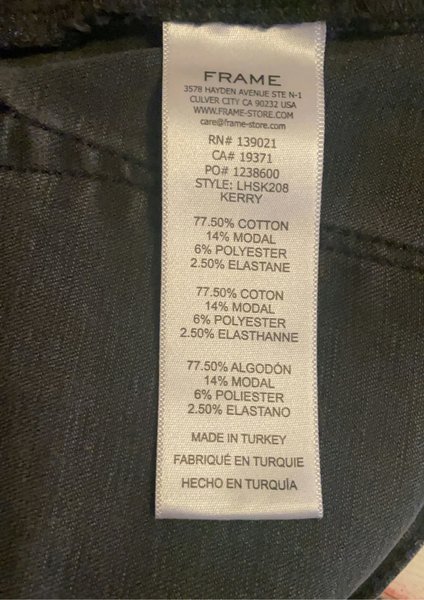 FRAME
3578 HAYDEN AVENUE STE N-1
CULVER CITY CA 90232 USA
WWW.FRAME-STORE.COM
care@frame-store.com
RN# 139021
CA# 19371
PO# 1238600
STYLE: LHSK208
KERRY
77.50% COTTON
14% MODAL
6% POLYESTER
2.50% ELASTANE
77.50% COTON
14% MODAL
6% POLYESTER
2.50% ELASTHANNE
77.50% ALGODÓN
14% MODAL
6% POLIESTER
2.50% ELASTANO
MADE IN TURKEY
FABRIQUÉ EN TURQUIE
HECHO EN TURQUÍA